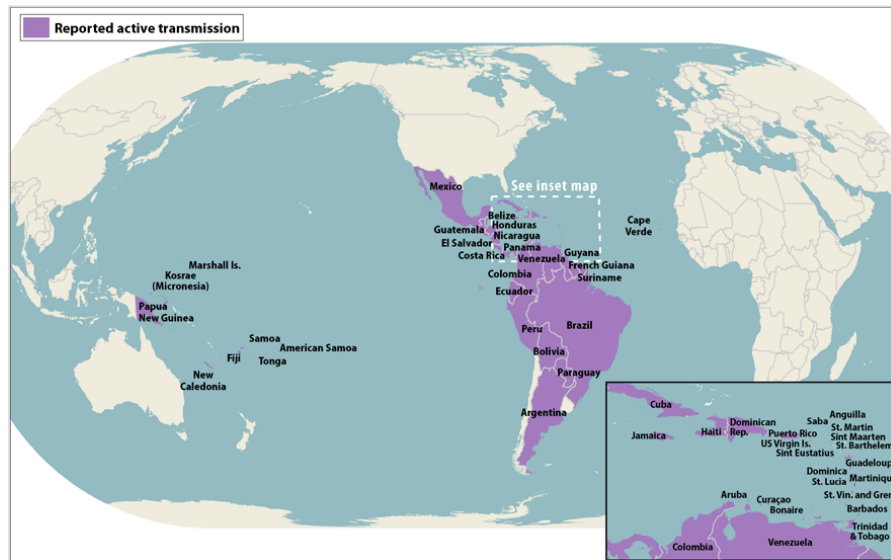 Reported active transmission
See inset map
Mexico
Belize
Honduras
Guatemala
Nicaragua
El Salvador
Panama
Costa Rica
Venezuela
Guyana
French Guiana
Suriname
Colombia
Ecuador
Peru
Brazil
Bolivia
Paraguay
Argentina
Cape
Verde
Marshall Is.
Kosrae
(Micronesia)
Papua
New Guinea
Samoa
American Samoa
Fiji
Tonga
New
Caledonia
Cuba
Jamaica
Haiti
Dominican
Rep.
Puerto Rico
US Virgin Is.
Sint Eustatius
Saba
Anguilla
St. Martin
Sint Maarten
St. Barthelem
Guadeloup
Dominica
Martiniqu
St. Lucia
St. Vin. and Gren
Barbados
Aruba
Curaçao
Bonaire
Trinidad
& Tobago
Colombia
Venezuela